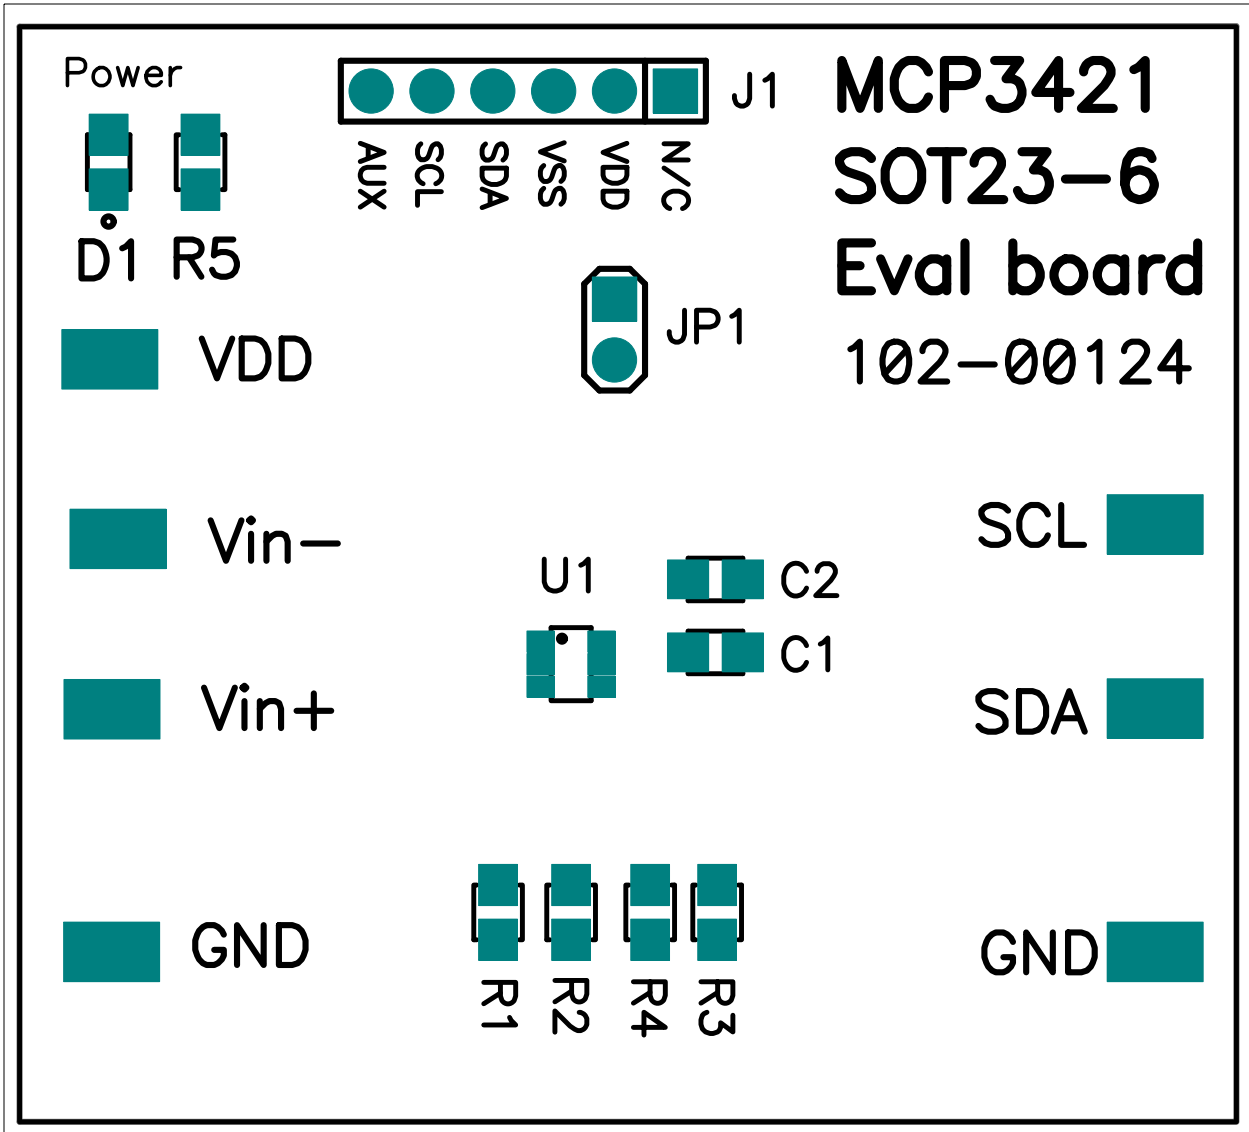 Power
J1
MCP3421
AUX
SCL
SDA
VSS
VDD
N/C
SOT23-6
D1
R5
Eval board
JP1
VDD
102-00124
Vin-
SCL
U1
C2
C1
Vin+
SDA
GND
GND
R1
R2
R4
R3